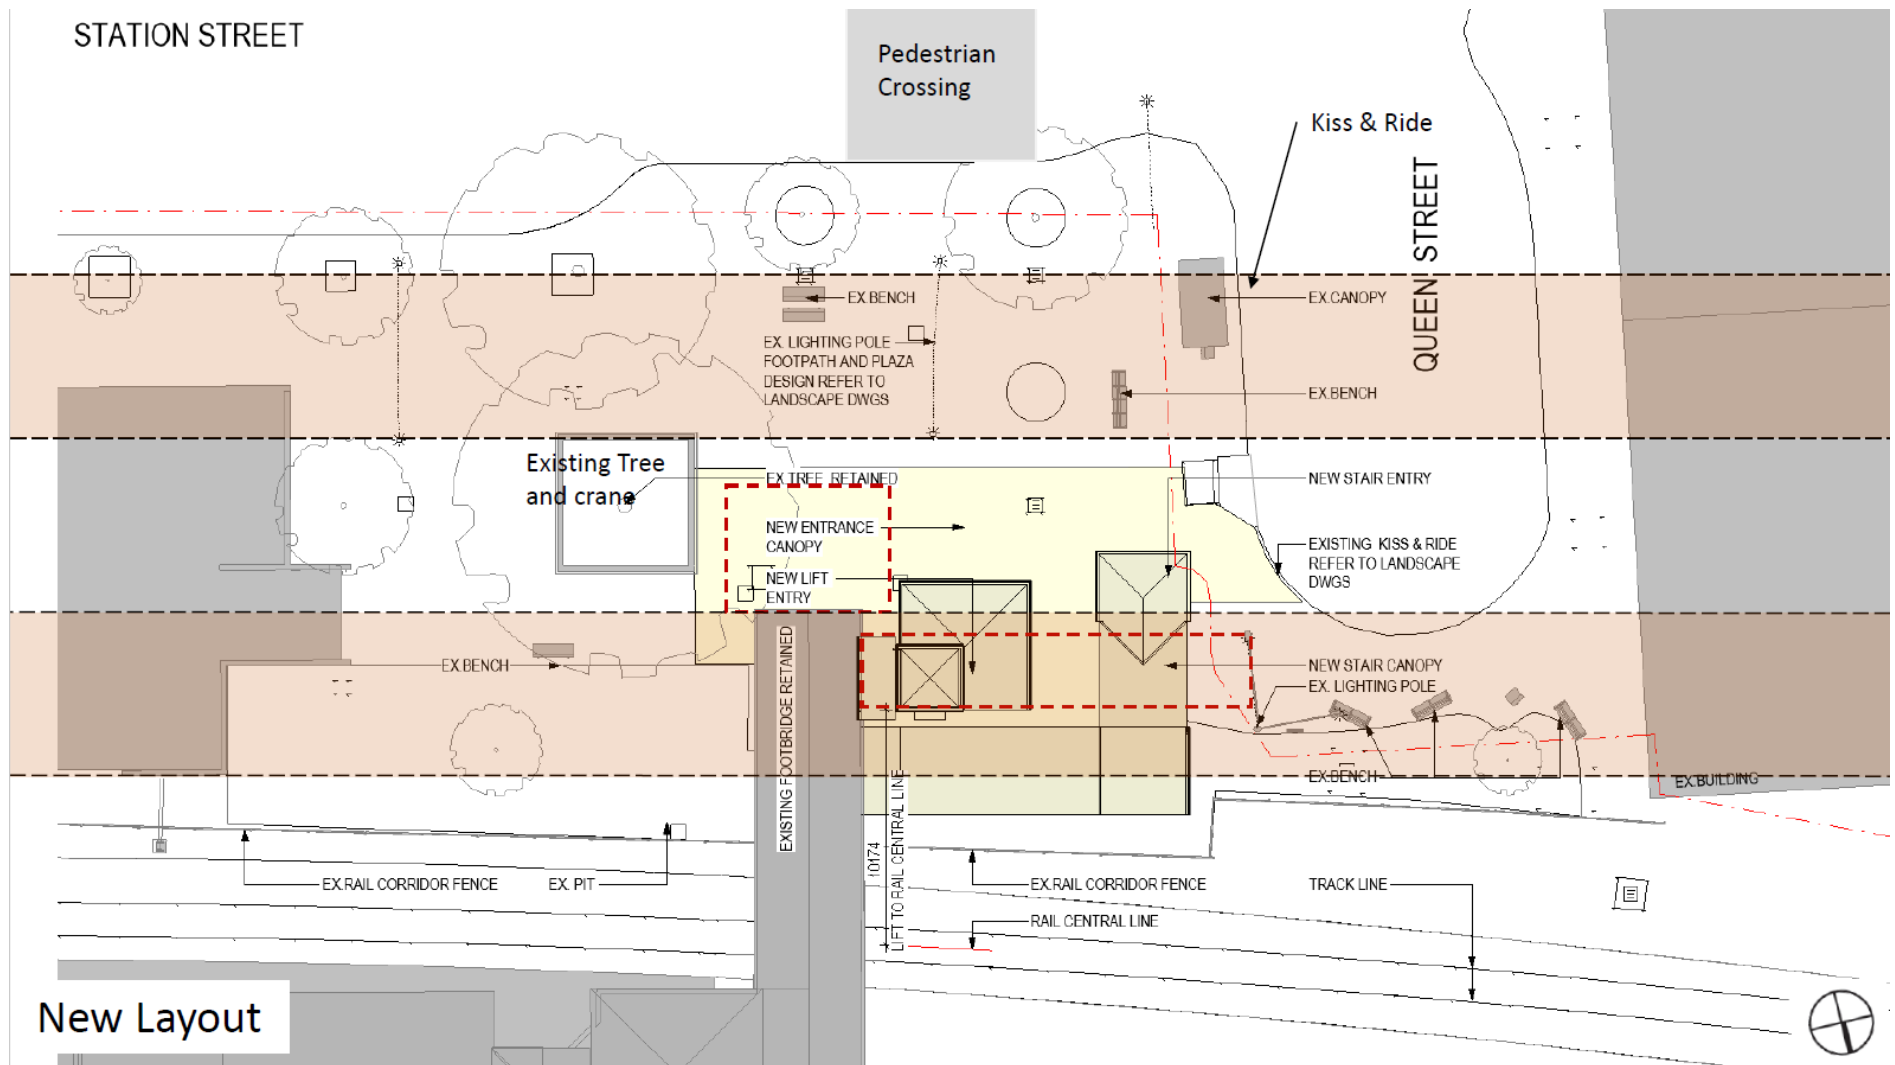 STATION STREET
Pedestrian
Crossing
Kiss & Ride
QUEEN STREET
EX.BENCH
EX.CANOPY
EX. LIGHTING POLE
FOOTPATH AND PLAZA
DESIGN REFER TO
LANDSCAPE DWGS
EX.BENCH
Existing Tree
and crane
EX.TREE RETAINED
NEW STAIR ENTRY
NEW ENTRANCE
CANOPY
EXISTING KISS & RIDE
REFER TO LANDSCAPE
DWGS
NEW LIFT
ENTRY
EX.BENCH
EXISTING FOOTBRIDGE RETAINED
NEW STAIR CANOPY
EX. LIGHTING POLE
EX.BENCH
EX.BUILDING
10174
LIFT TO RAIL CENTRAL LINE
EX.RAIL CORRIDOR FENCE
EX. PIT
EX.RAIL CORRIDOR FENCE
TRACK LINE
RAIL CENTRAL LINE
New Layout